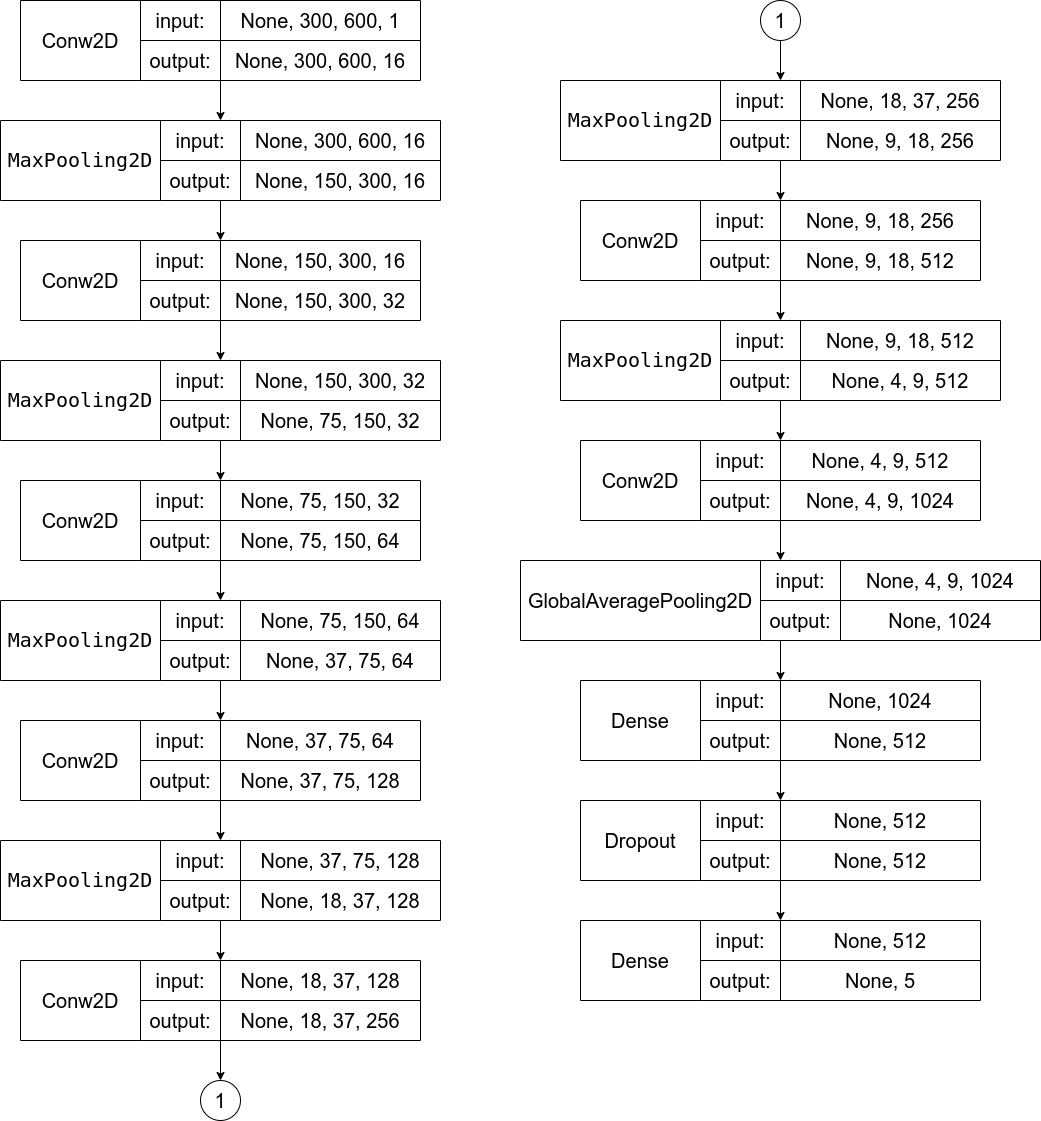 Conw2D
input: None, 300, 600, 1
output: None, 300, 600, 16
MaxPooling2D
input: None, 300, 600, 16
output: None, 150, 300, 16
Conw2D
input: None, 150, 300, 16
output: None, 150, 300, 32
MaxPooling2D
input: None, 150, 300, 32
output: None, 75, 150, 32
Conw2D
input: None, 75, 150, 32
output: None, 75, 150, 64
MaxPooling2D
input: None, 75, 150, 64
output: None, 37, 75, 64
Conw2D
input: None, 37, 75, 64
output: None, 37, 75, 128
MaxPooling2D
input: None, 37, 75, 128
output: None, 18, 37, 128
Conw2D
input: None, 18, 37, 128
output: None, 18, 37, 256
1
1
MaxPooling2D
input: None, 18, 37, 256
output: None, 9, 18, 256
Conw2D
input: None, 9, 18, 256
output: None, 9, 18, 512
MaxPooling2D
input: None, 9, 18, 512
output: None, 4, 9, 512
Conw2D
input: None, 4, 9, 512
output: None, 4, 9, 1024
GlobalAveragePooling2D
input: None, 4, 9, 1024
output: None, 1024
Dense
input: None, 1024
output: None, 512
Dropout
input: None, 512
output: None, 512
Dense
input: None, 512
output: None, 5